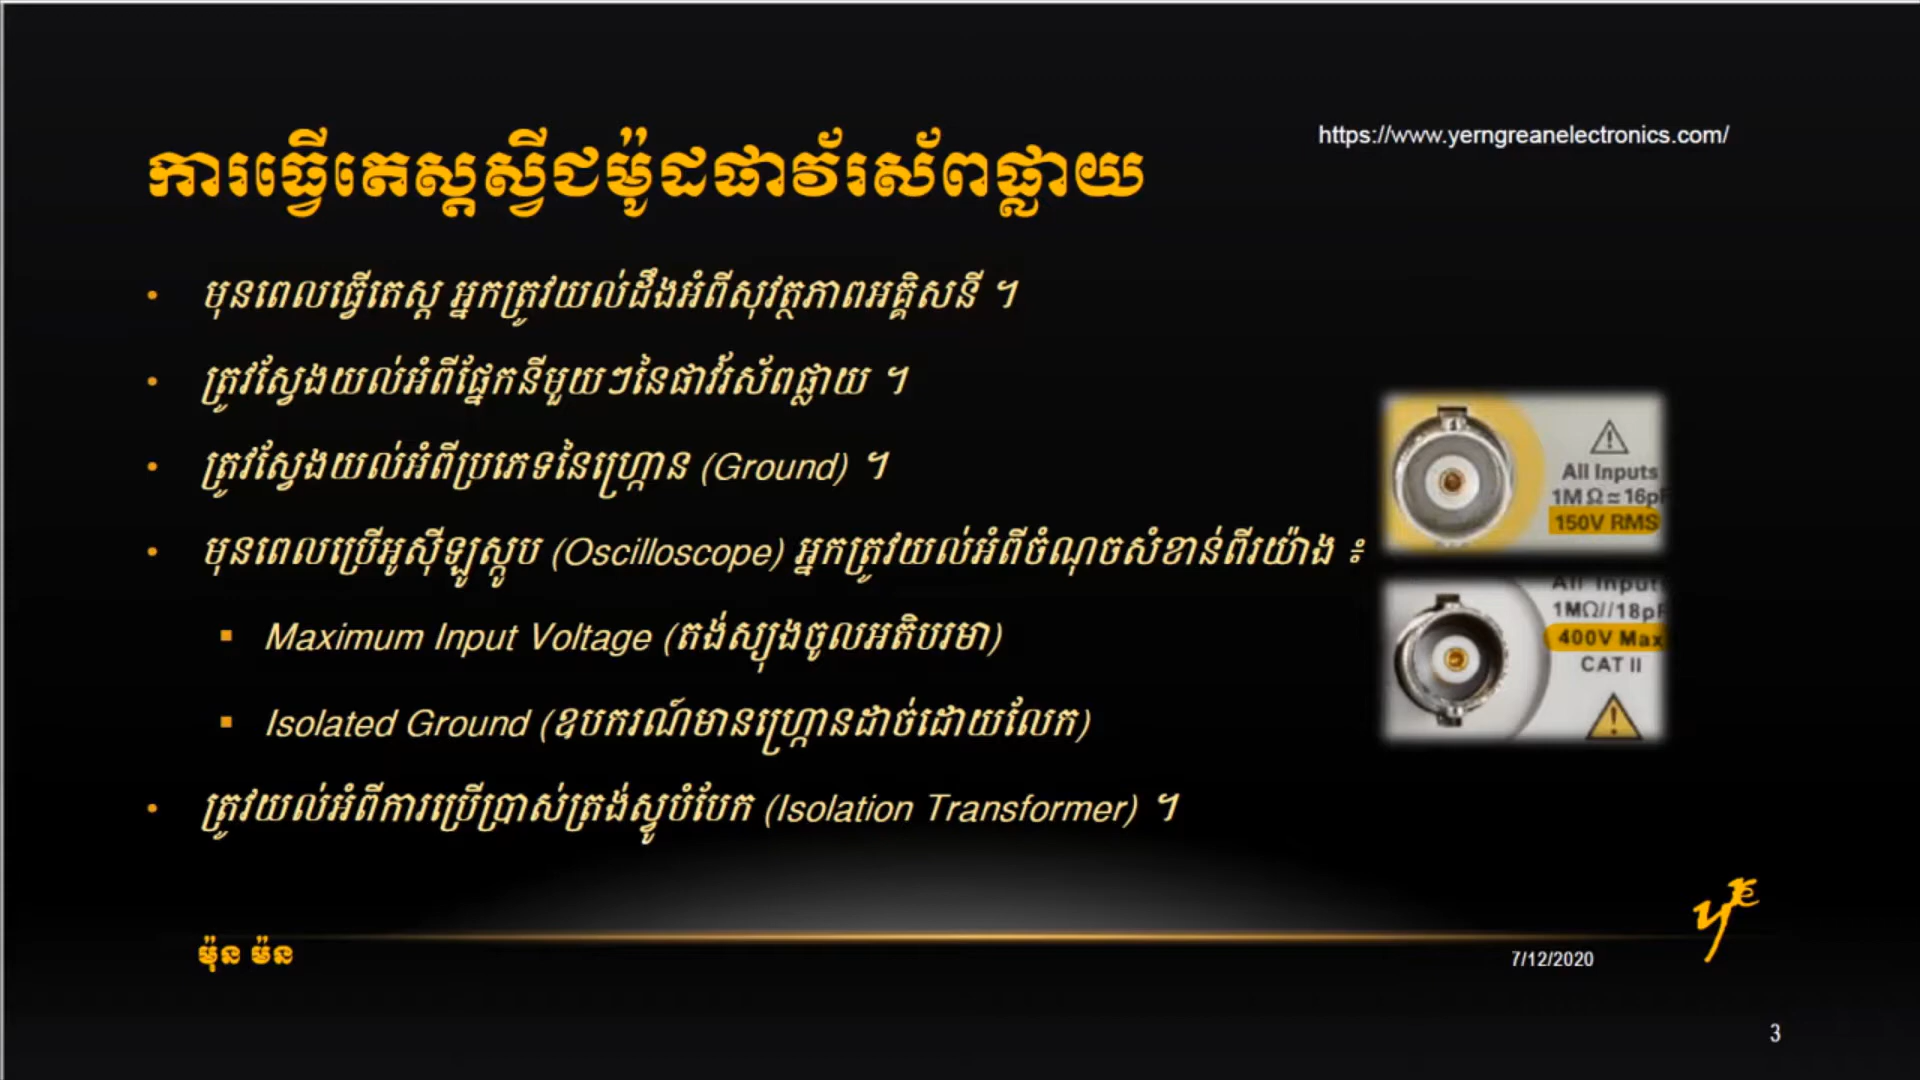 https://www.yerngreanelectronics.com/
ការធ្វើតេស្តស្វីជម៉ូដផាវ័រស័ពផ្លាយ
• មុនពេលធ្វើតេស្ត អ្នកត្រូវយល់ដឹងអំពីសុវត្ថភាពអគ្គិសនី ។
• ត្រូវស្វែងយល់អំពីផ្នែកនីមួយៗនៃផាវ័រស័ពផ្លាយ ។
• ត្រូវស្វែងយល់អំពីប្រភេទនៃហ្គ្រោន (Ground) ។
• មុនពេលប្រើអូស៊ីឡូស្កូប (Oscilloscope) អ្នកត្រូវយល់អំពីចំណុចសំខាន់ពីរយ៉ាង ៖
▪ Maximum Input Voltage (តង់ស្យុងចូលអតិបរមា)
▪ Isolated Ground (ឧបករណ៍មានហ្គ្រោនដាច់ដោយលែក)
• ត្រូវយល់អំពីការប្រើប្រាស់ត្រង់ស្វូបំបែក (Isolation Transformer) ។
All Inputs
1MΩ≃16pF
150V RMS
All Input
1MΩ//18pF
400V Max
CAT II
ម៉ុន ម៉ន
7/12/2020
3